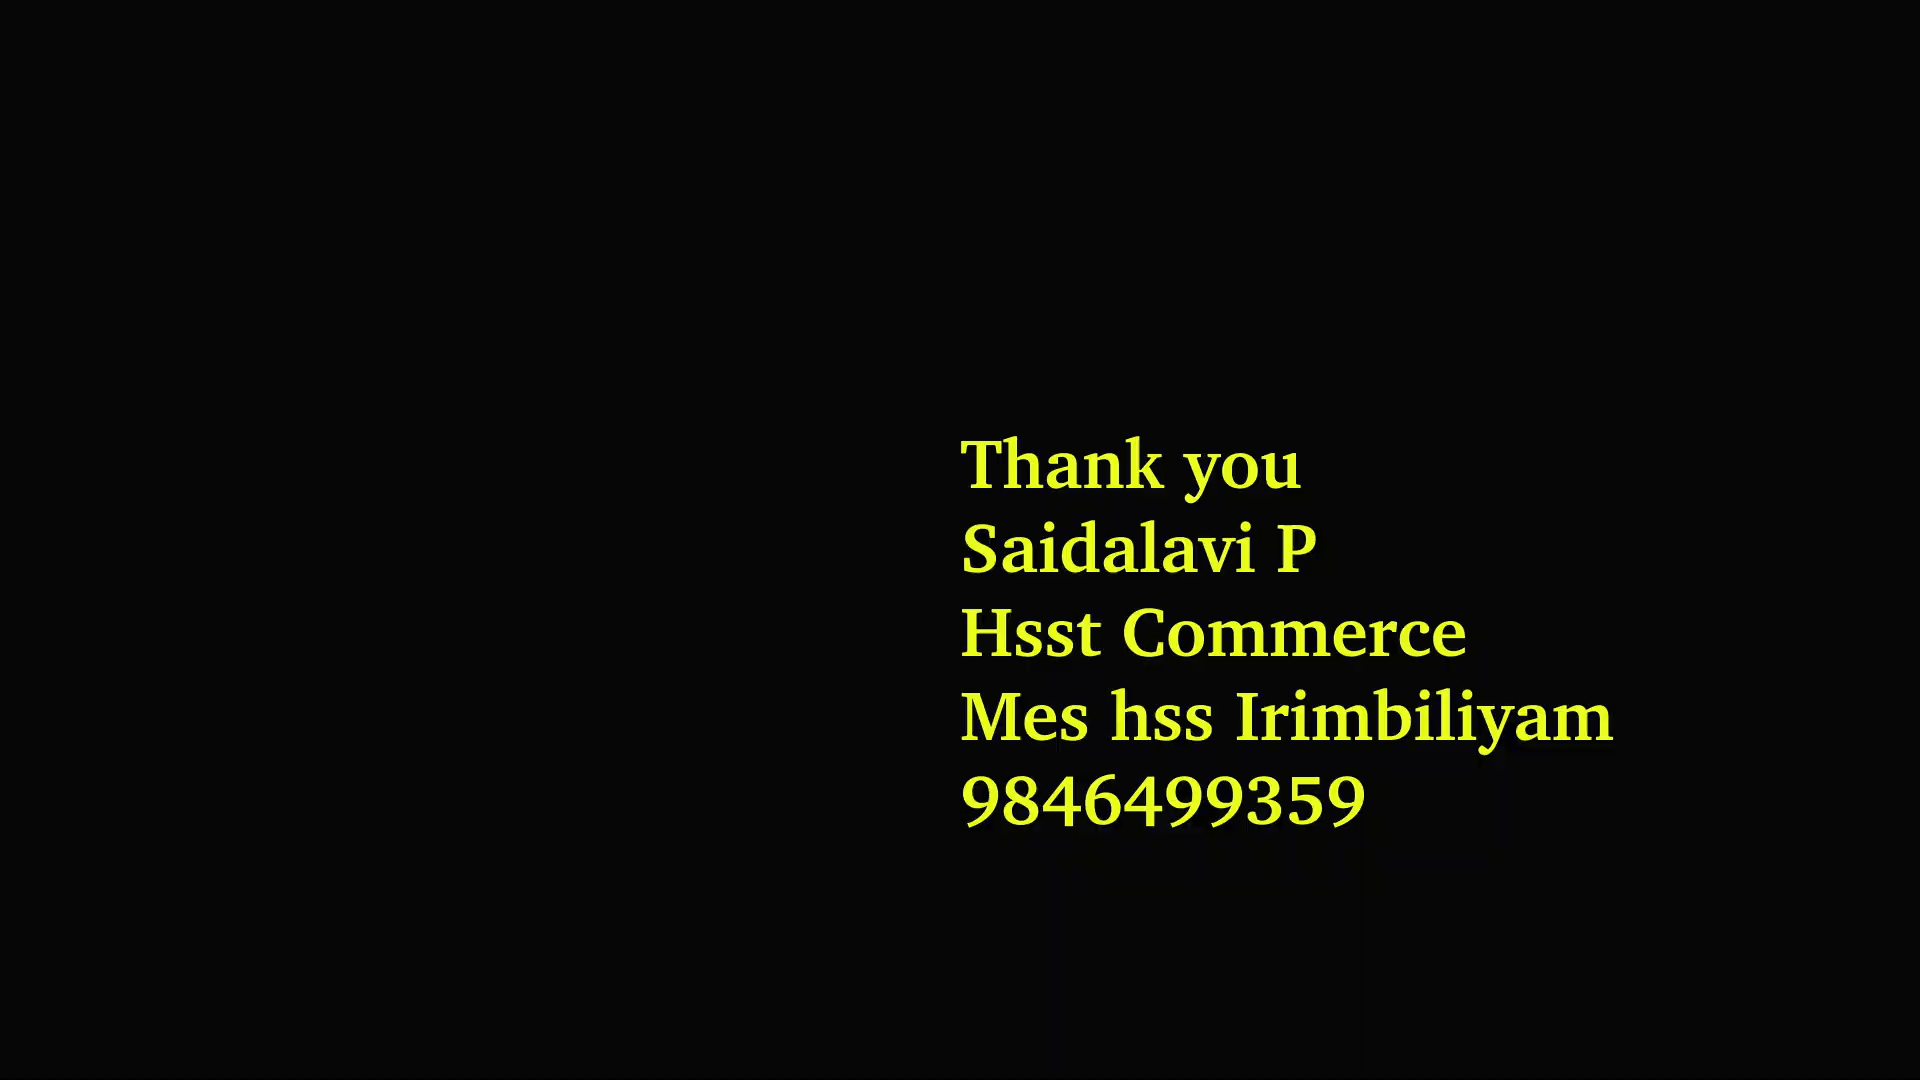 Thank you
Saidalavi P
Hsst Commerce
Mes hss Irimbiliyam
9846499359